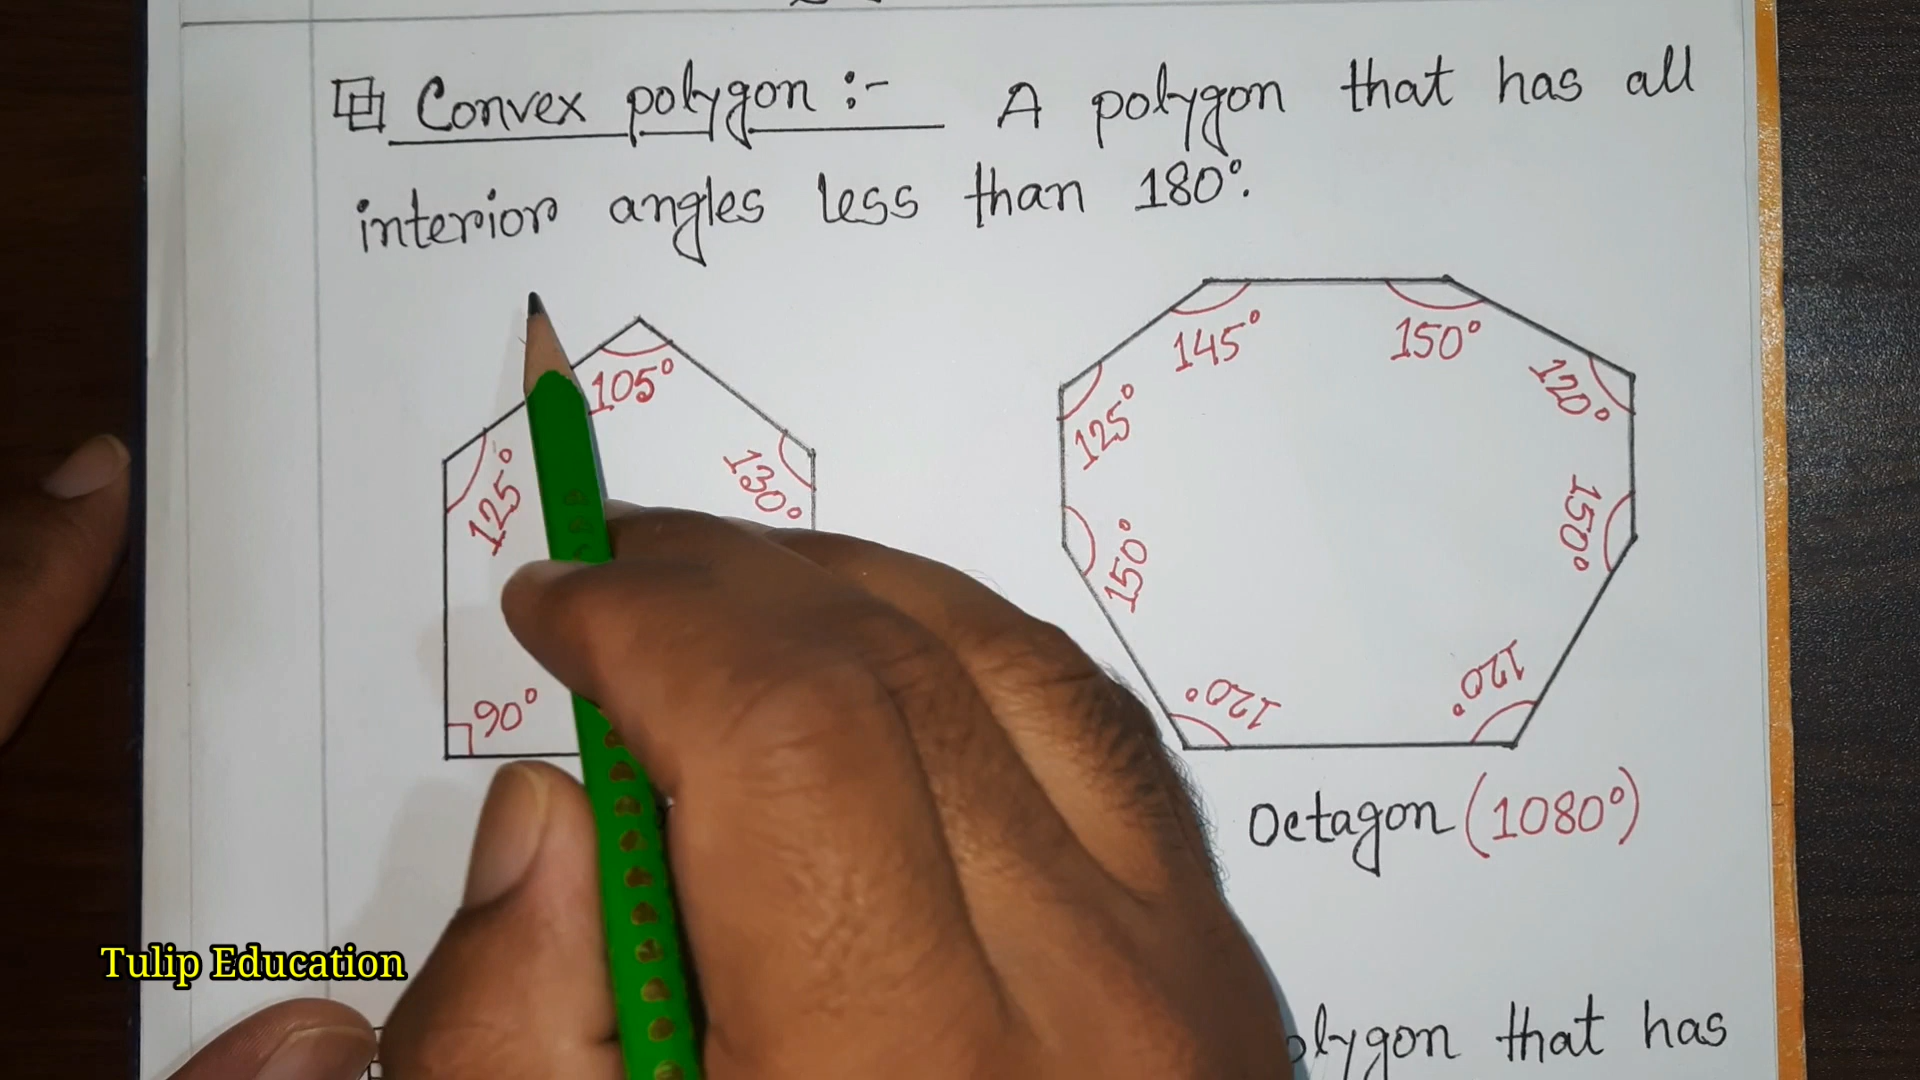 Convex polygon :- A polygon that has all
interior angles less than 180°.
105°
125°
130°
90°
145°
150°
120°
125°
150°
150°
120°
120°
Octagon (1080°)
Tulip Education
polygon that has